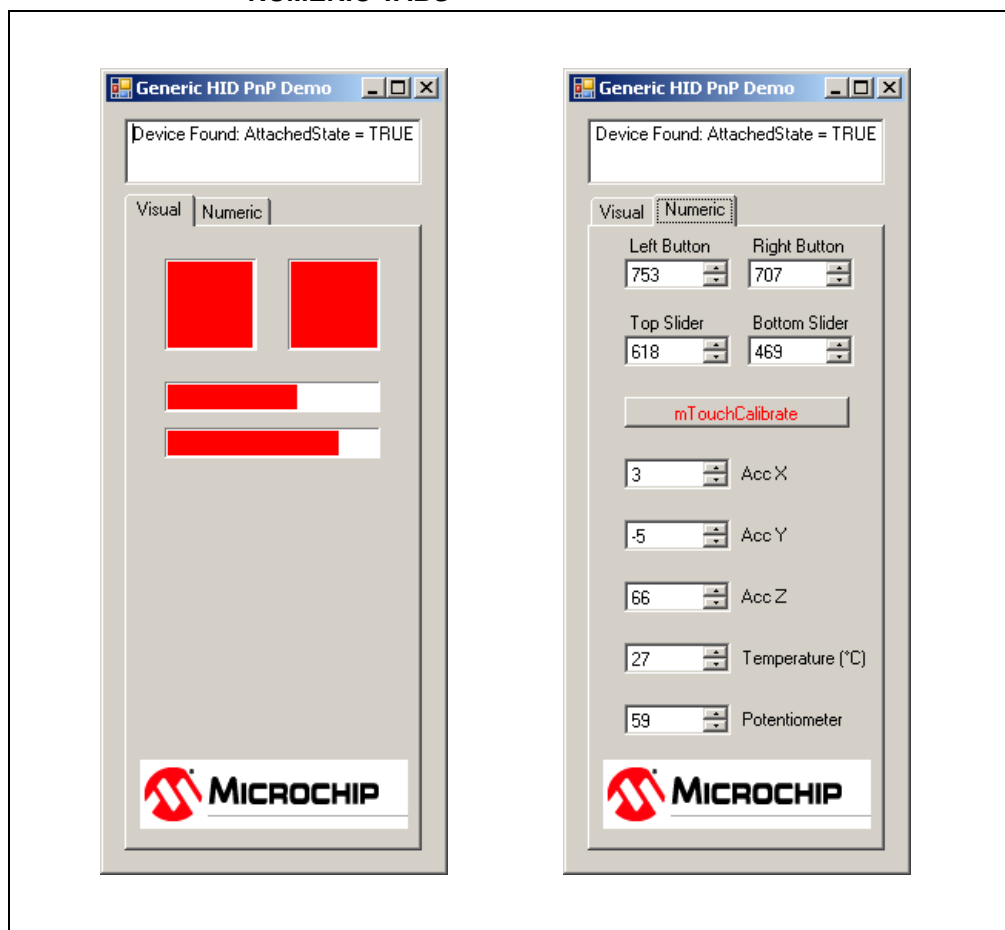 Generic HID PnP Demo
Device Found: AttachedState = TRUE
Visual Numeric
MICROCHIP
Generic HID PnP Demo
Device Found: AttachedState = TRUE
Visual Numeric
Left Button Right Button
753 707
Top Slider Bottom Slider
618 469
mTouchCalibrate
3 Acc X
-5 Acc Y
66 Acc Z
27 Temperature (°C)
59 Potentiometer
MICROCHIP